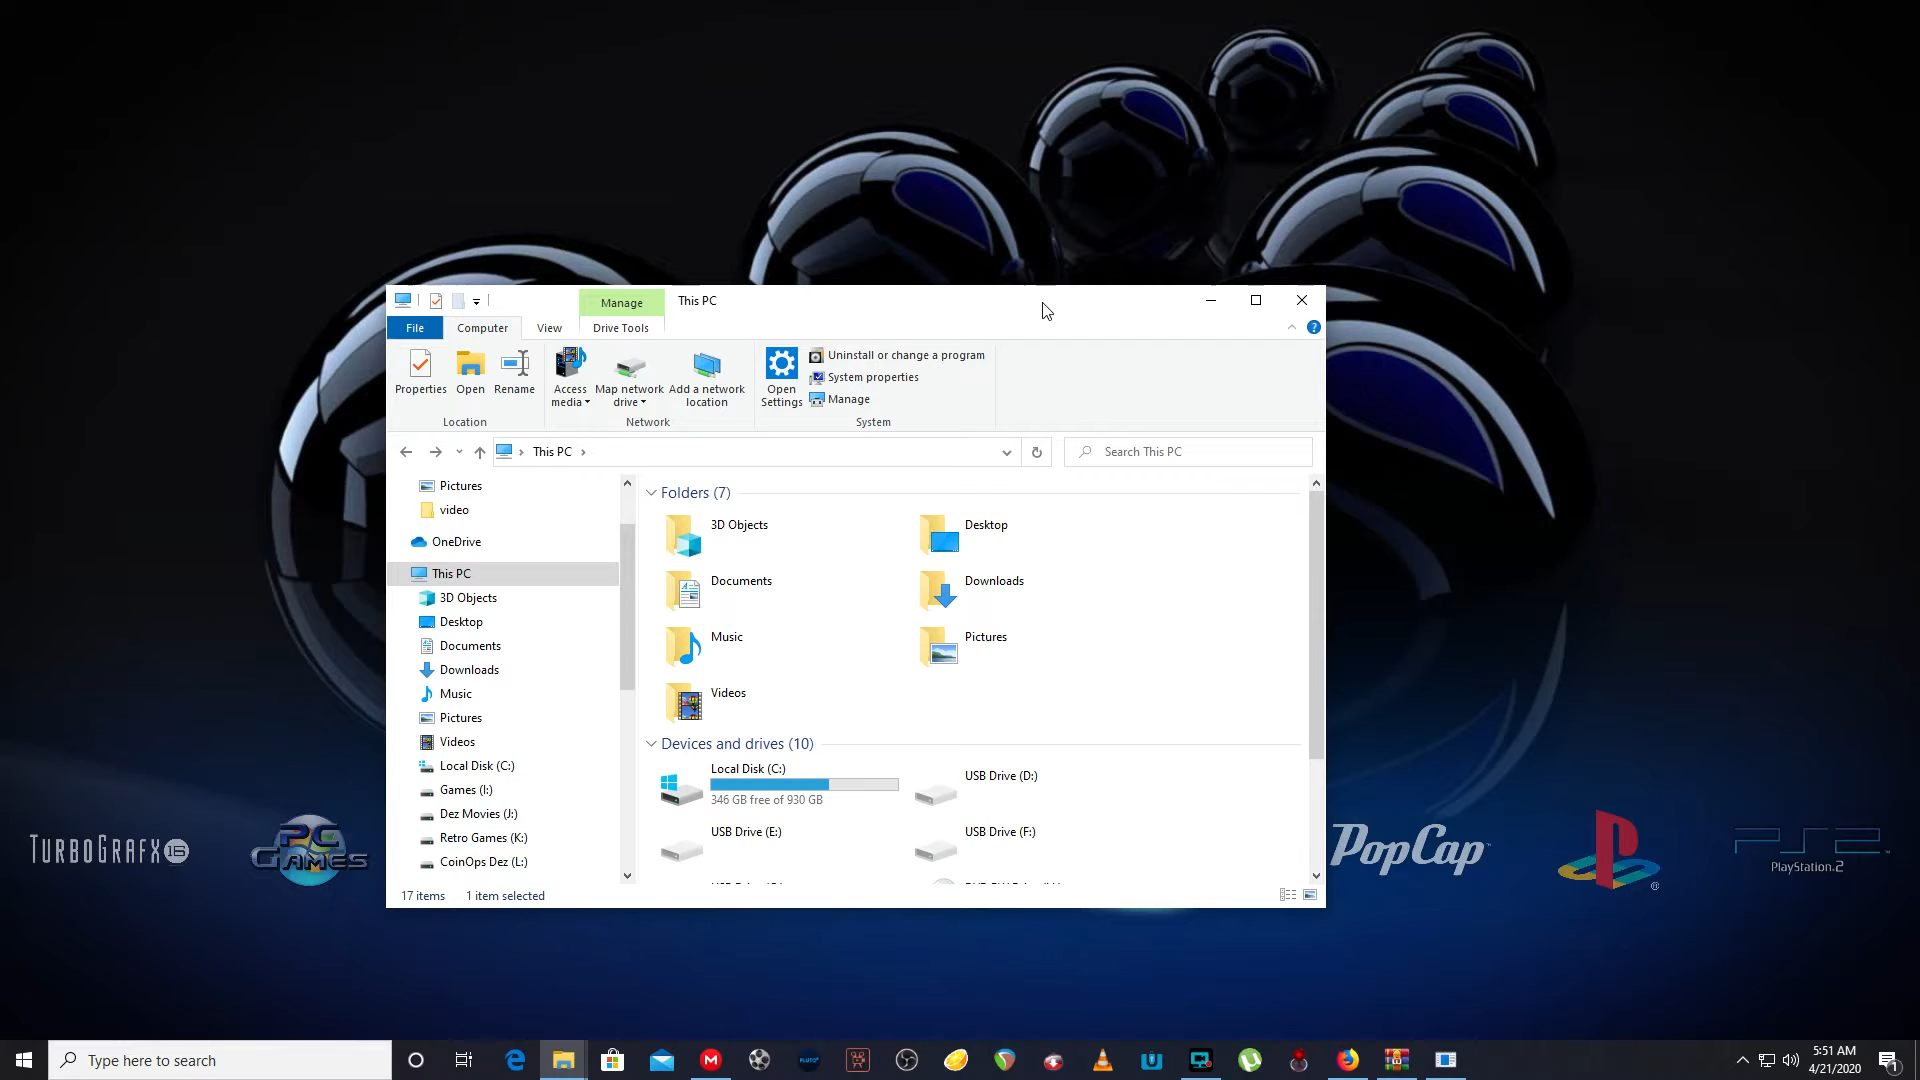 Manage
This PC
File
Computer
View
Drive Tools
Properties
Open
Rename
Access media
Map network drive
Add a network location
Open Settings
Uninstall or change a program
System properties
Manage
Location
Network
System
This PC
Search This PC
Pictures
video
OneDrive
This PC
3D Objects
Desktop
Documents
Downloads
Music
Pictures
Videos
Local Disk (C:)
Games (I:)
Dez Movies (J:)
Retro Games (K:)
CoinOps Dez (L:)
Folders (7)
3D Objects
Desktop
Documents
Downloads
Music
Pictures
Videos
Devices and drives (10)
Local Disk (C:)
346 GB free of 930 GB
USB Drive (D:)
USB Drive (E:)
USB Drive (F:)
17 items
1 item selected
TURBOGRAFX 16
PC GAMES
PopCap
PS2
PlayStation.2
Type here to search
5:51 AM
4/21/2020
1